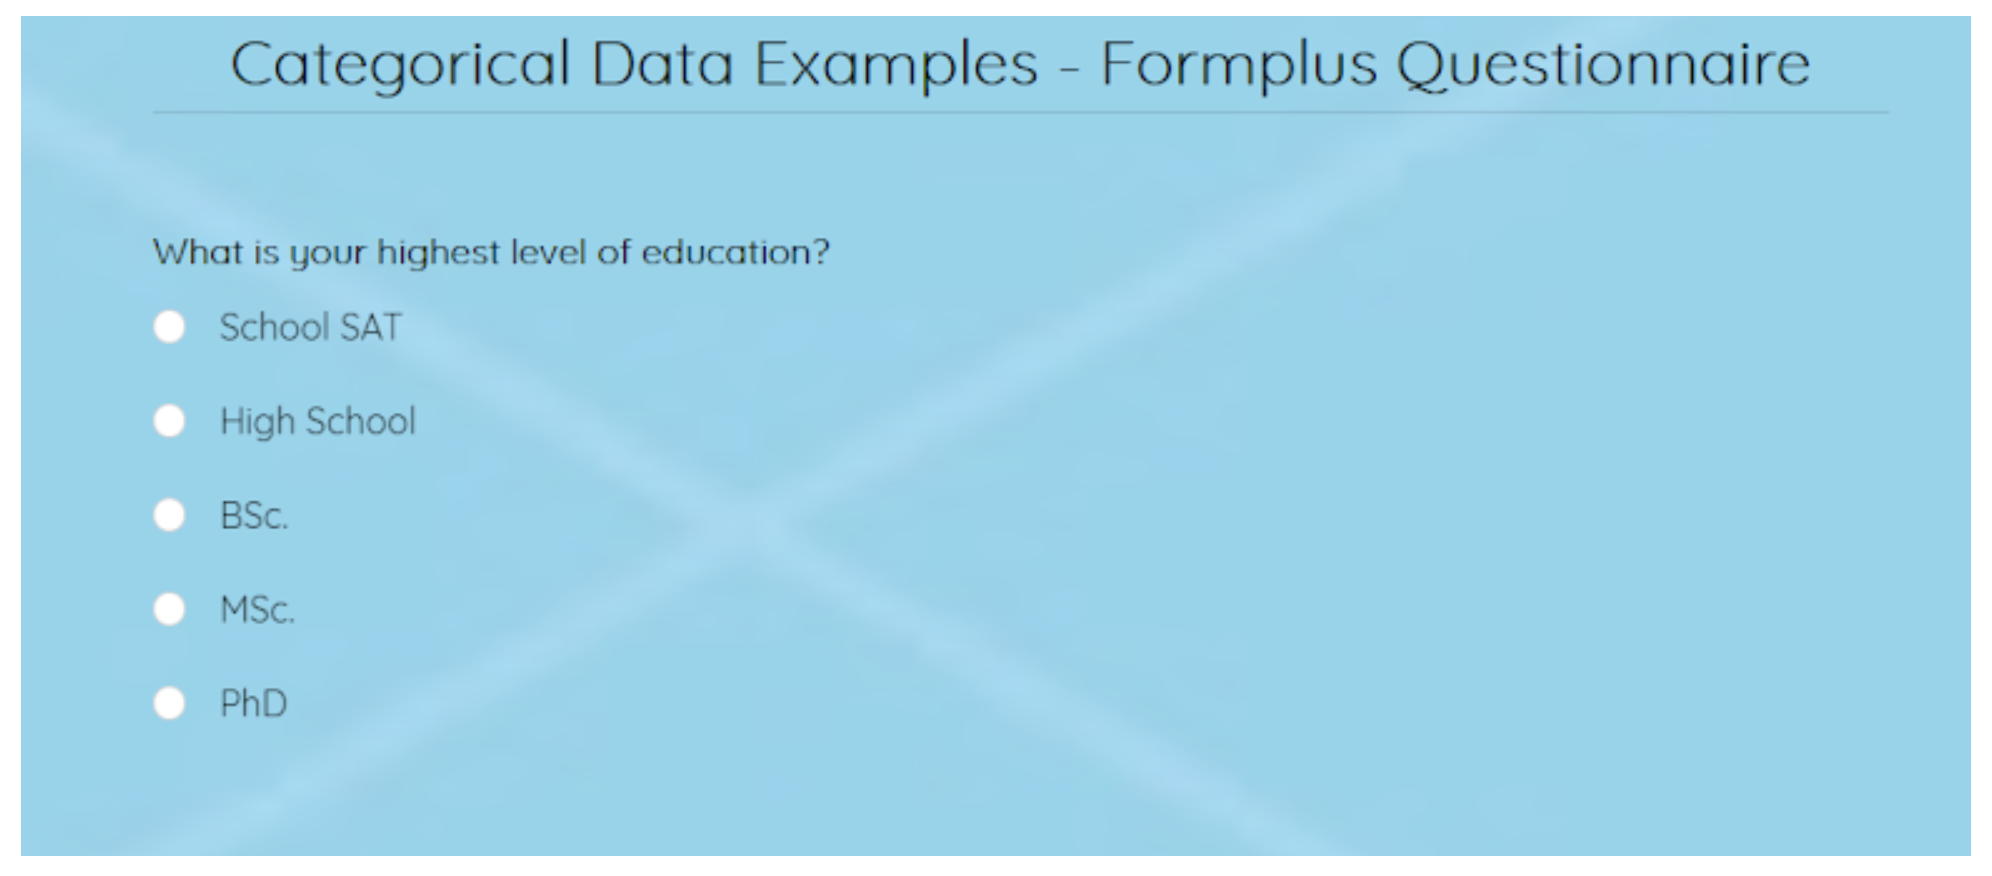 Categorical Data Examples - Formplus Questionnaire
What is your highest level of education?
School SAT
High School
BSc.
MSc.
PhD